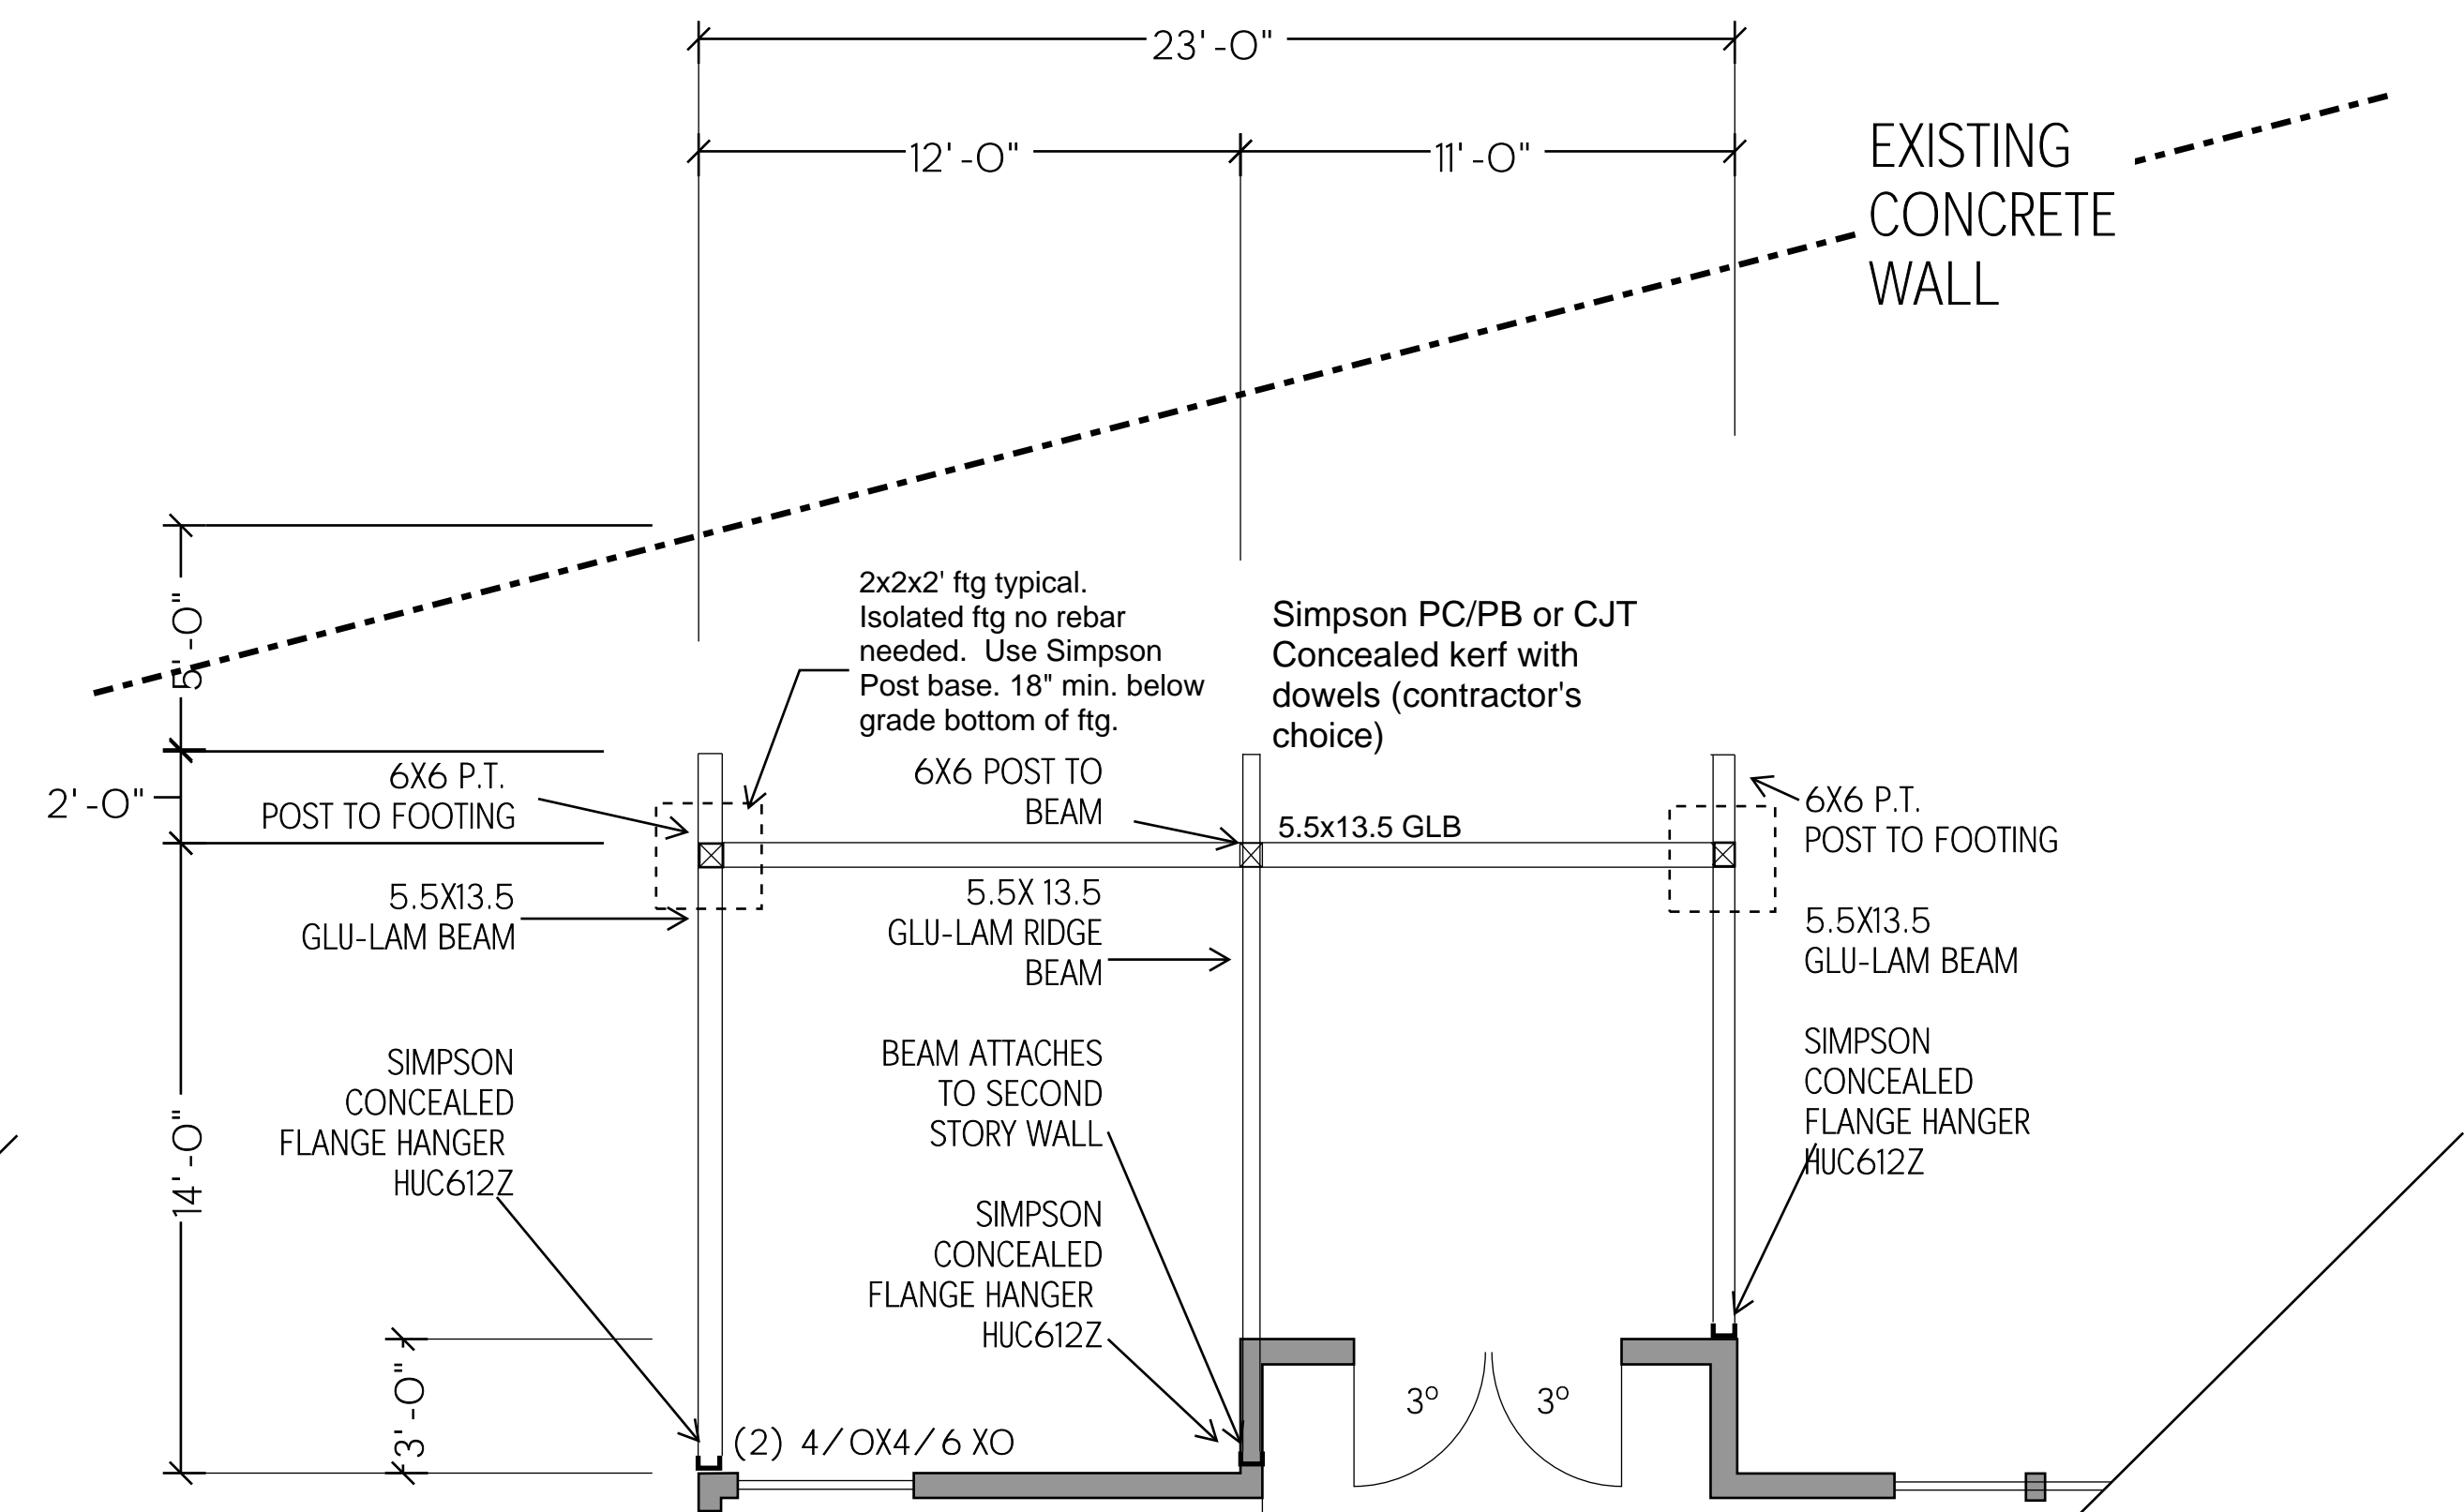 23'-0"
12'-0"
11'-0"
EXISTING
CONCRETE
WALL
5'-0"
2'-0"
14'-0"
3'-0"
2x2x2' ftg typical.
Isolated ftg no rebar
needed.  Use Simpson
Post base. 18" min. below
grade bottom of ftg.
Simpson PC/PB or CJT
Concealed kerf with
dowels (contractor's
choice)
6X6 P.T.
POST TO FOOTING
6X6 POST TO
BEAM
5.5x13.5 GLB
6X6 P.T.
POST TO FOOTING
5.5X13.5
GLU-LAM BEAM
5.5X 13.5
GLU-LAM RIDGE
BEAM
5.5X13.5
GLU-LAM BEAM
SIMPSON
CONCEALED
FLANGE HANGER
HUC612Z
BEAM ATTACHES
TO SECOND
STORY WALL
SIMPSON
CONCEALED
FLANGE HANGER
HUC612Z
SIMPSON
CONCEALED
FLANGE HANGER
HUC612Z
(2) 4/0X4/6 XO
3⁰
3⁰